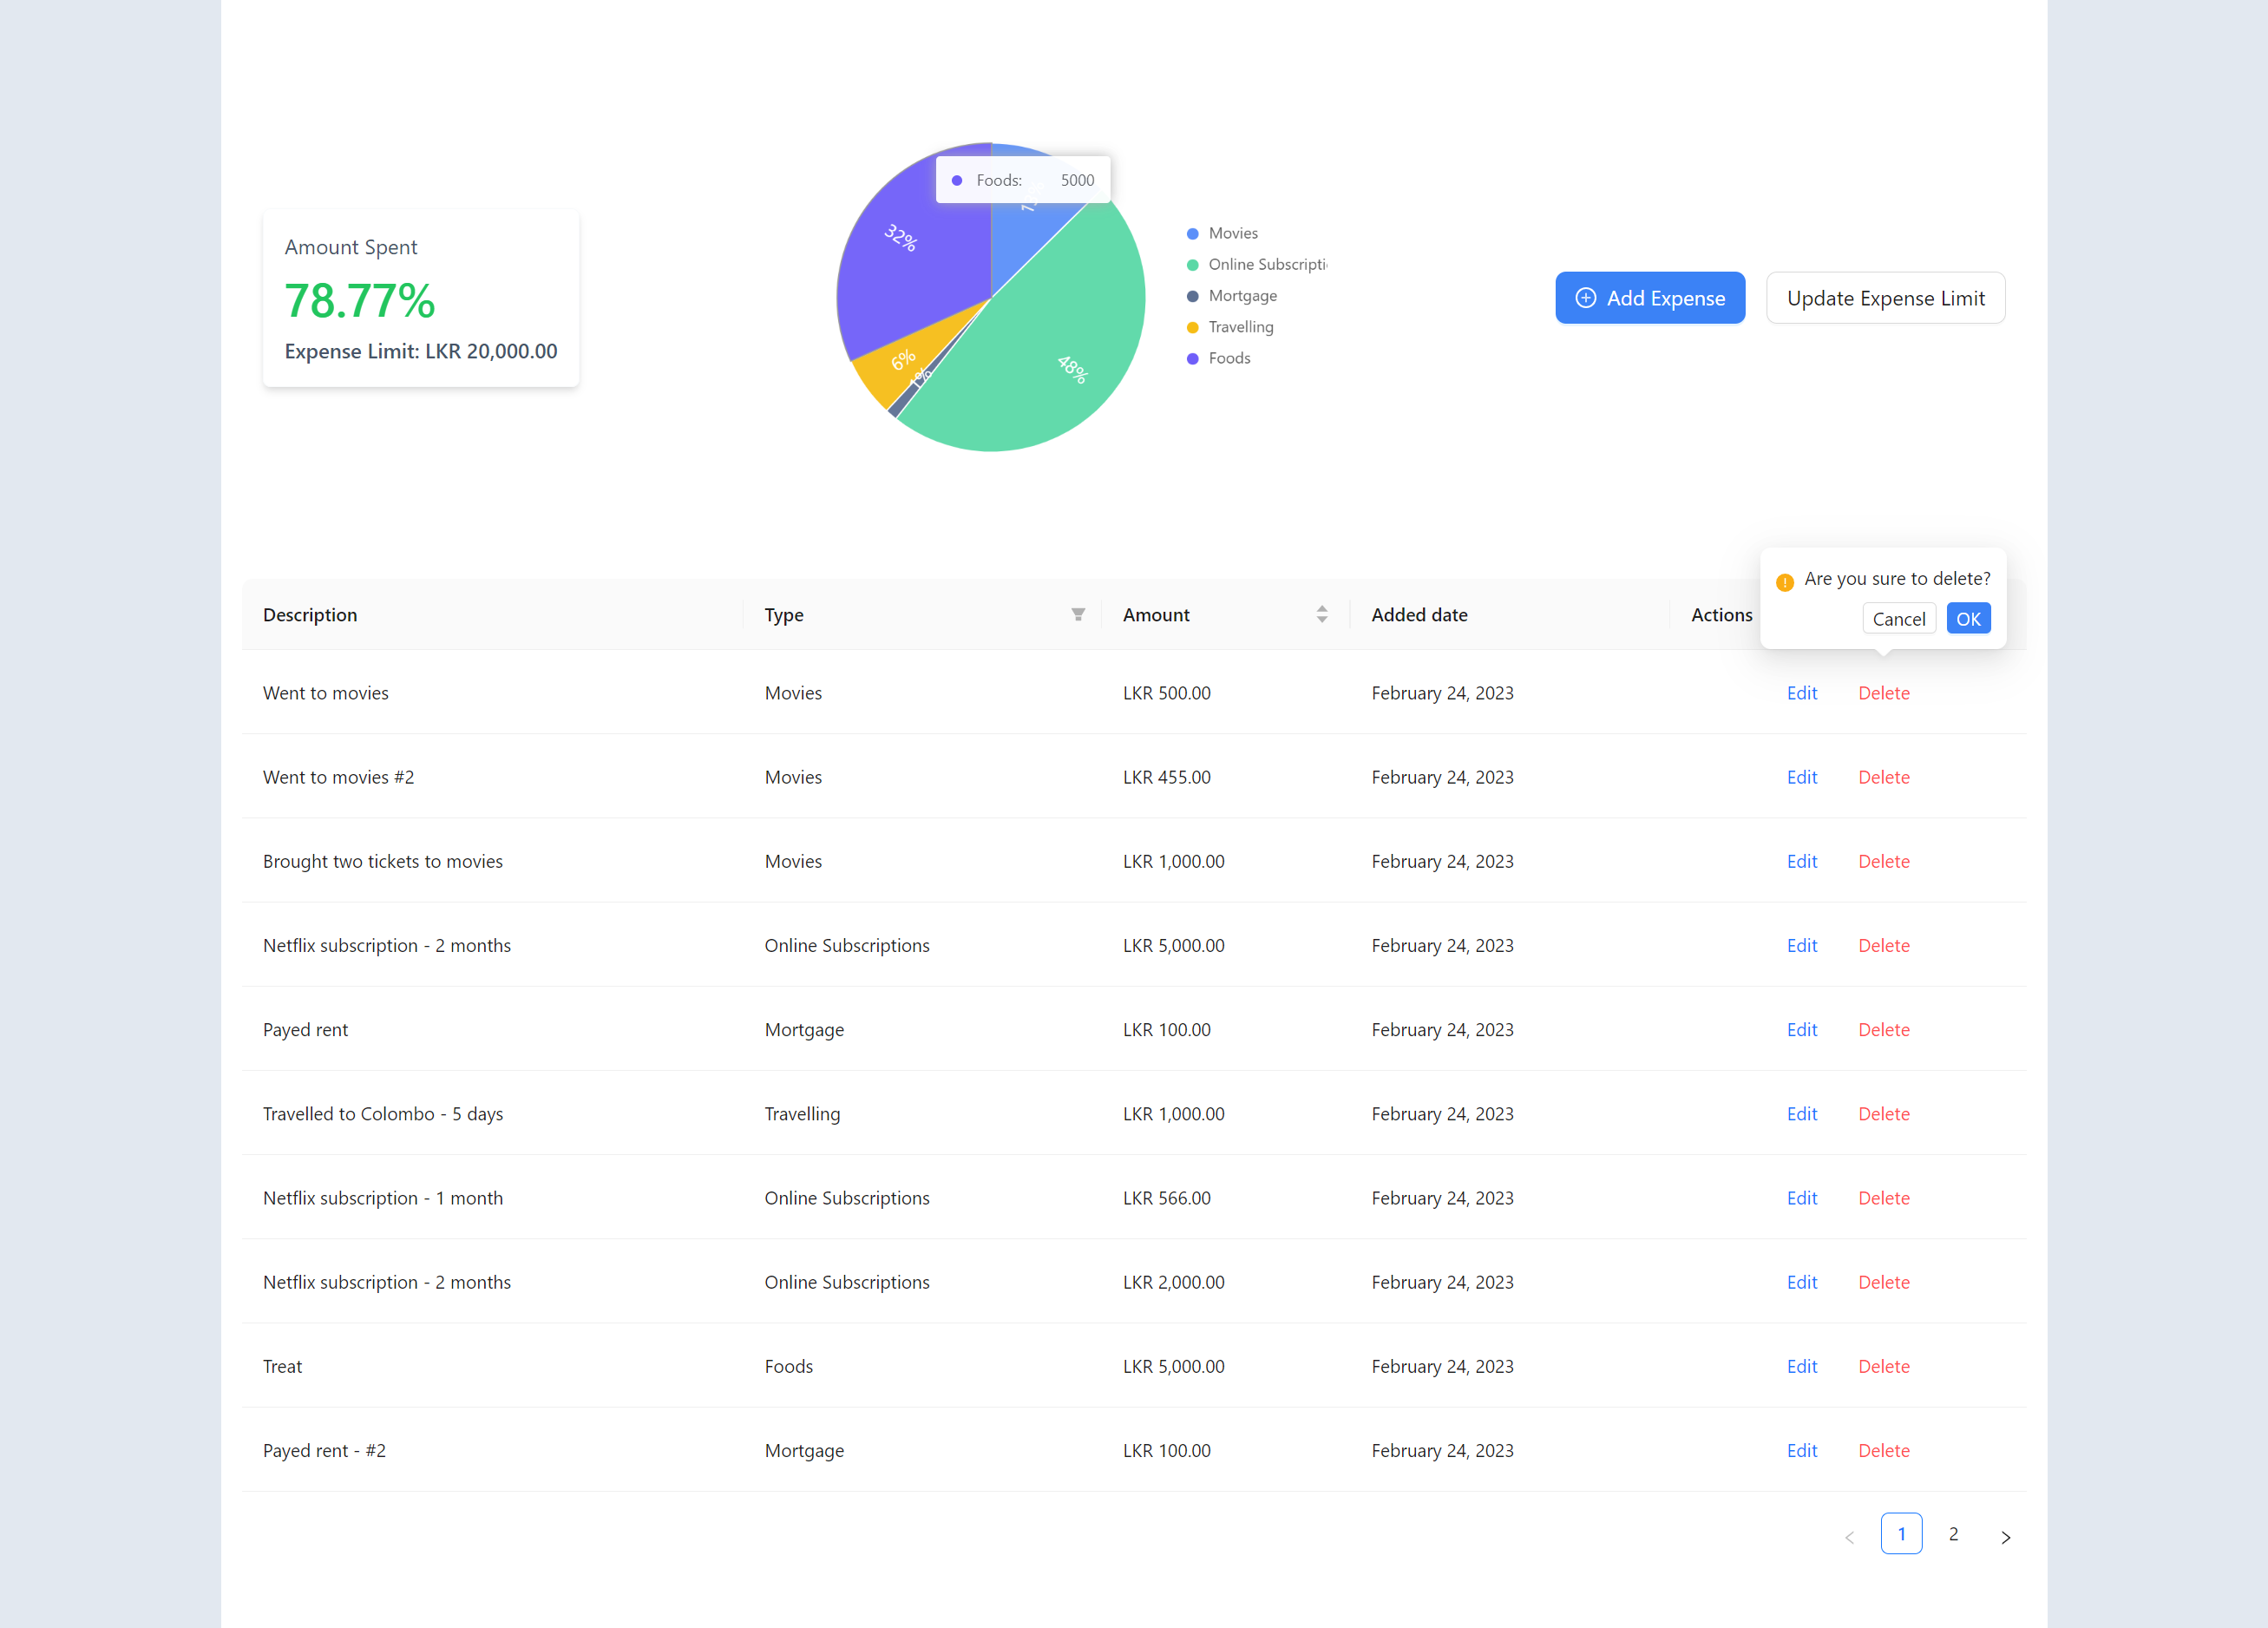 Foods: 5000
32%
6%
1%
48%
Movies
Online Subscripti
Mortgage
Travelling
Foods
Amount Spent
78.77%
Expense Limit: LKR 20,000.00
Add Expense
Update Expense Limit
Are you sure to delete?
Cancel OK
Description Type Amount Added date Actions
Went to movies Movies LKR 500.00 February 24, 2023 Edit Delete
Went to movies #2 Movies LKR 455.00 February 24, 2023 Edit Delete
Brought two tickets to movies Movies LKR 1,000.00 February 24, 2023 Edit Delete
Netflix subscription - 2 months Online Subscriptions LKR 5,000.00 February 24, 2023 Edit Delete
Payed rent Mortgage LKR 100.00 February 24, 2023 Edit Delete
Travelled to Colombo - 5 days Travelling LKR 1,000.00 February 24, 2023 Edit Delete
Netflix subscription - 1 month Online Subscriptions LKR 566.00 February 24, 2023 Edit Delete
Netflix subscription - 2 months Online Subscriptions LKR 2,000.00 February 24, 2023 Edit Delete
Treat Foods LKR 5,000.00 February 24, 2023 Edit Delete
Payed rent - #2 Mortgage LKR 100.00 February 24, 2023 Edit Delete
1 2